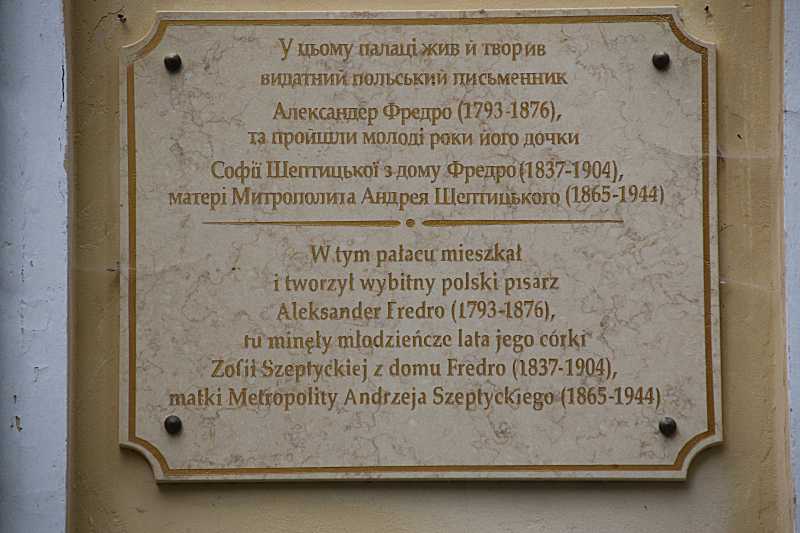 У цьому палаці жив й творив
видатний польський письменник
Александер Фредро (1793-1876),
та пройшли молоді роки його дочки
Софії Шептицької з дому Фредро (1837-1904),
матері Митрополита Андрея Шептицького (1865-1944)
W tym pałacu mieszkał
i tworzył wybitny polski pisarz
Aleksander Fredro (1793-1876),
tu minęły młodzieńcze lata jego córki
Zofii Szeptyckiej z domu Fredro (1837-1904),
matki Metropolity Andrzeja Szeptyckiego (1865-1944)